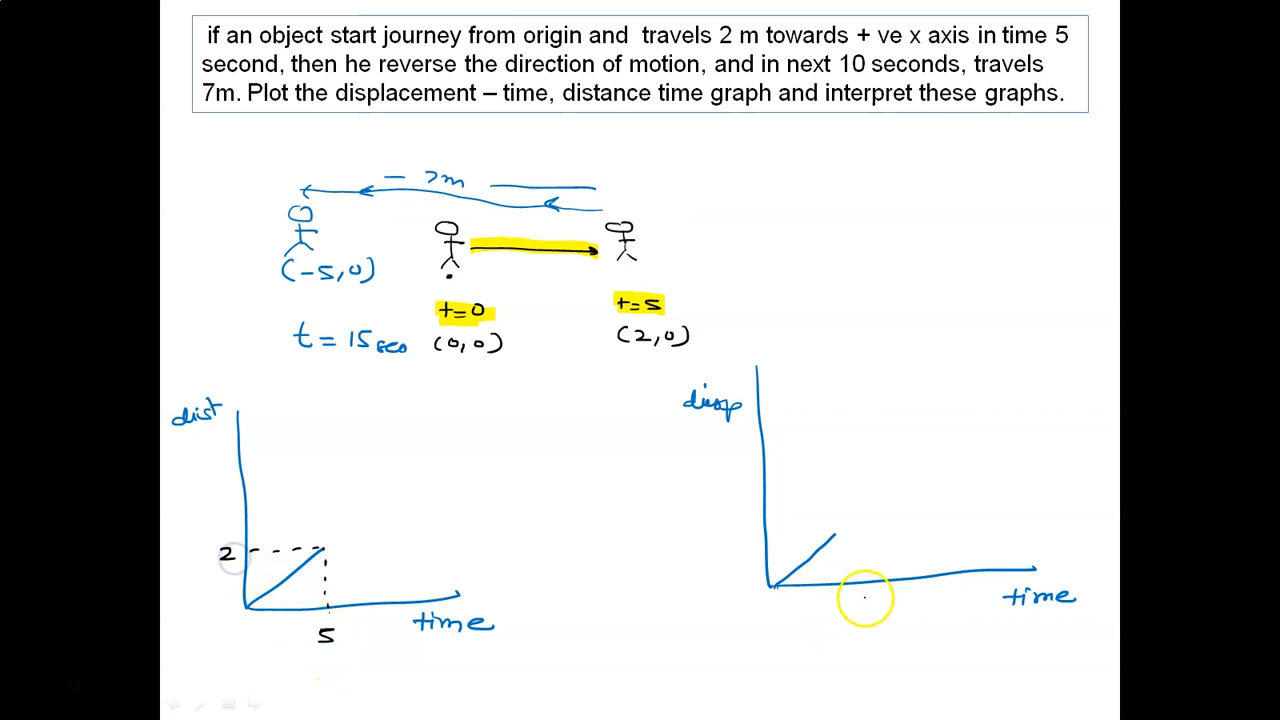 if an object start journey from origin and travels 2 m towards + ve x axis in time 5
second, then he reverse the direction of motion, and in next 10 seconds, travels
7m. Plot the displacement – time, distance time graph and interpret these graphs.
– 7m
(-5,0)
t=0
t=5
t = 15 sec
(0,0)
(2,0)
dist
disp
2
time
time
5